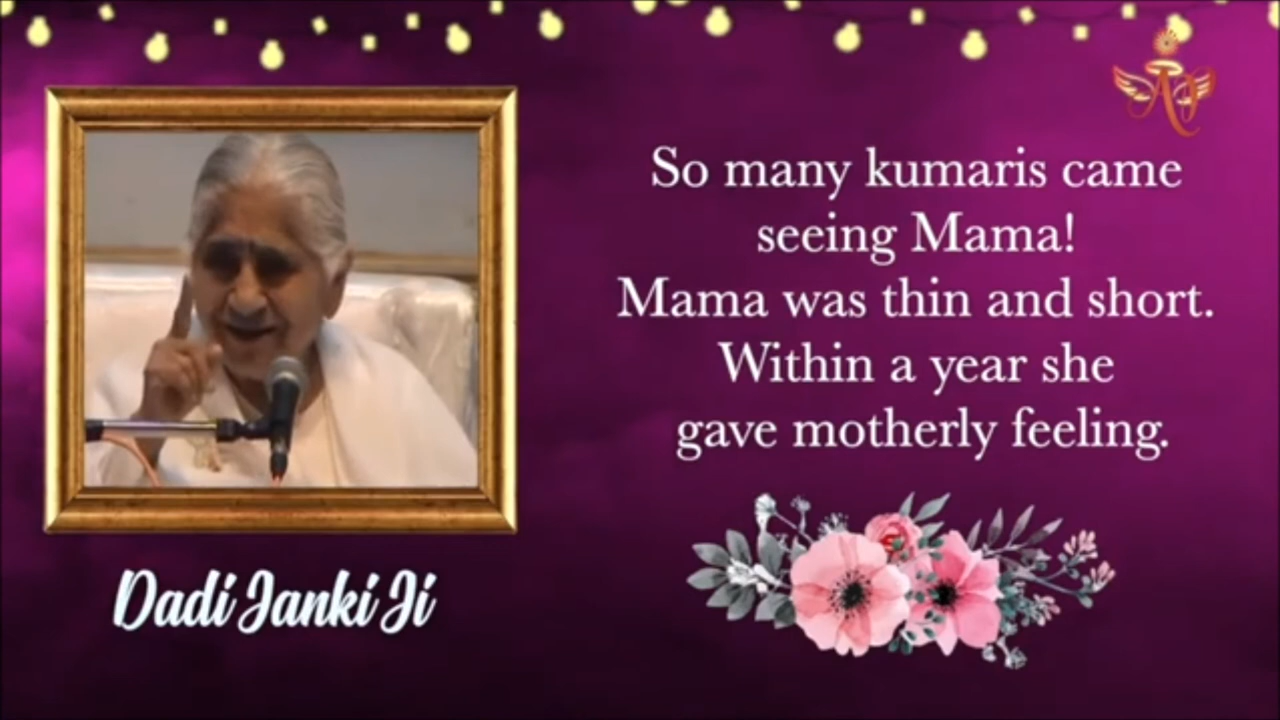 So many kumaris came
seeing Mama!
Mama was thin and short.
Within a year she
gave motherly feeling.
Dadi Janki Ji